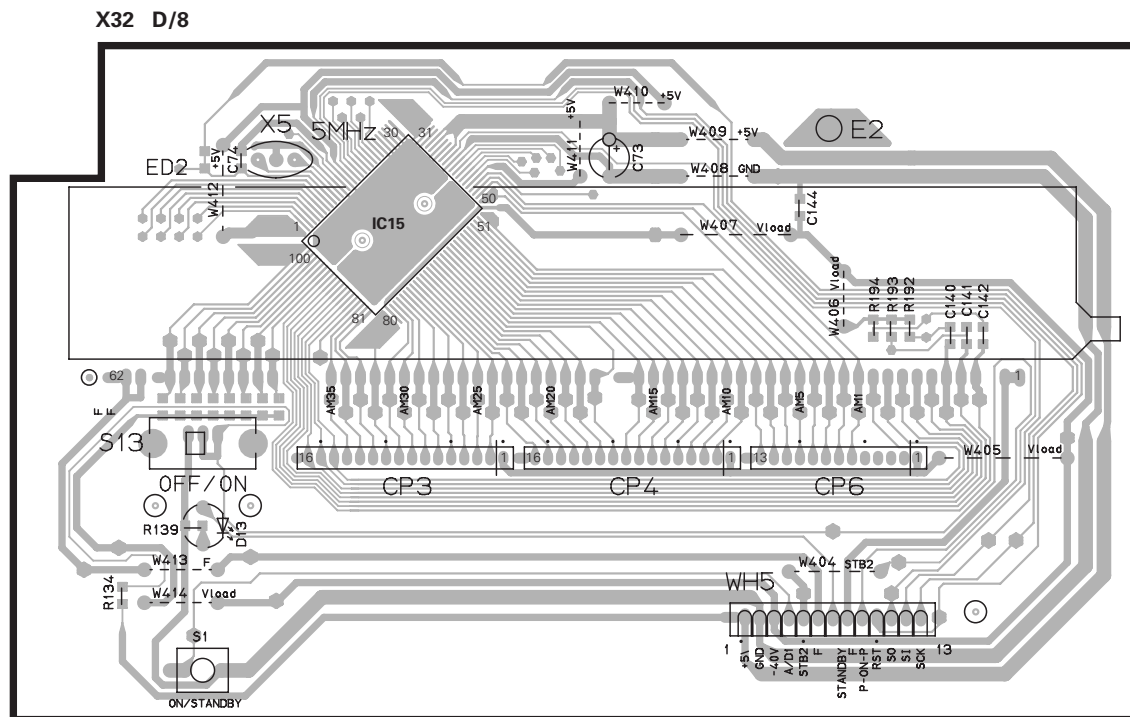 X32 D/8
W410
+5V
+5V
X5
5MHz
30
31
W409
+5V
E2
+5V
C74
ED2
W411
C73
W408
GND
W412
50
C144
1
IC15
51
W407
Vload
100
Vload
R194
R193
R192
C140
C141
C142
W406
81
80
62
1
F F
AM35
AM30
AM25
AM20
AM15
AM10
AM5
AM1
S13
16
1
16
1
13
1
W405
Vload
OFF/ON
CP3
CP4
CP6
R139
D13
W413
F
W404
STB2
R134
W414
Vload
WH5
S1
1
+5V
GND
-40V
A/D1
STB2
F
STANDBY
F
P-ON-P
RST
SO
SI
SCK
13
ON/STANDBY